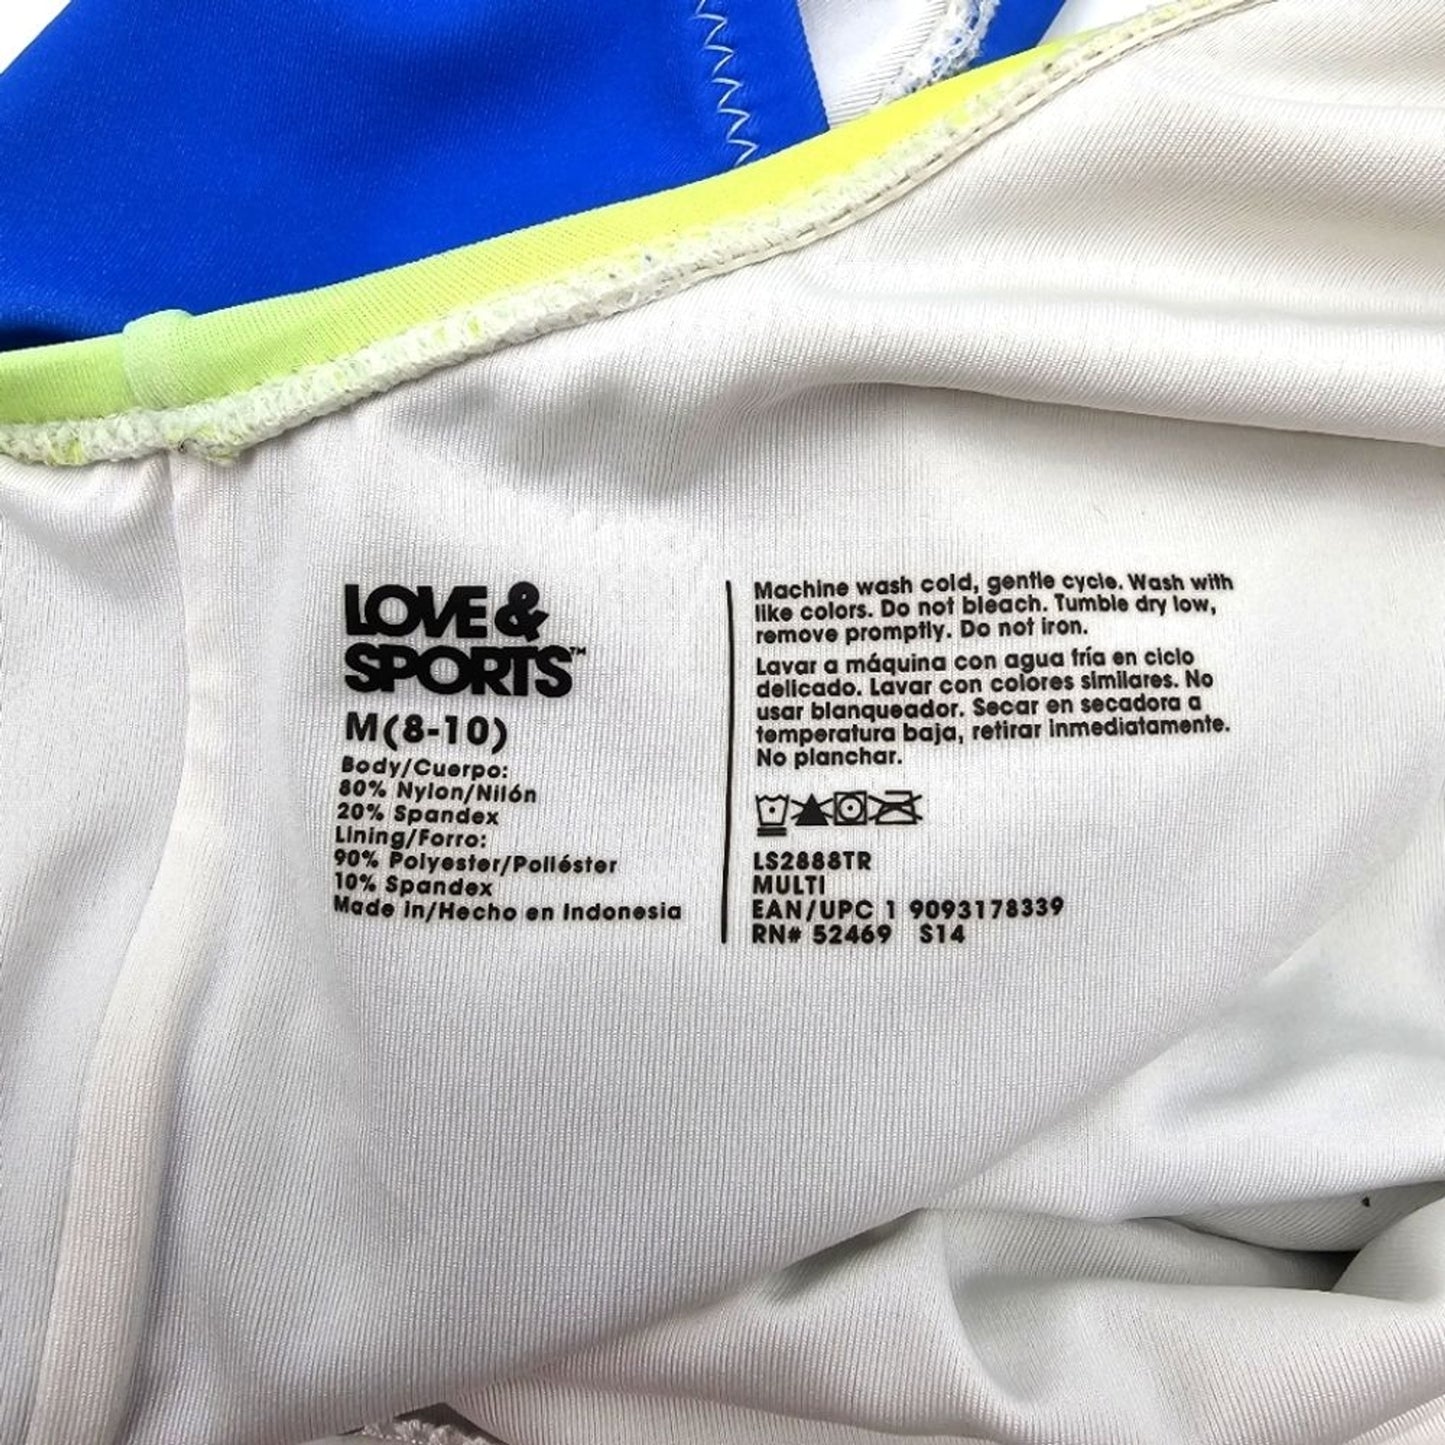 LOVE &
SPORTS™
M(8-10)
Body/Cuerpo:
80% Nylon/Nilón
20% Spandex
Lining/Forro:
90% Polyester/Poliéster
10% Spandex
Made in/Hecho en Indonesia
Machine wash cold, gentle cycle. Wash with
like colors. Do not bleach. Tumble dry low,
remove promptly. Do not iron.
Lavar a máquina con agua fría en ciclo
delicado. Lavar con colores similares. No
usar blanqueador. Secar en secadora a
temperatura baja, retirar inmediatamente.
No planchar.
LS2888TR
MULTI
EAN/UPC 1 9093178339
RN# 52469 S14